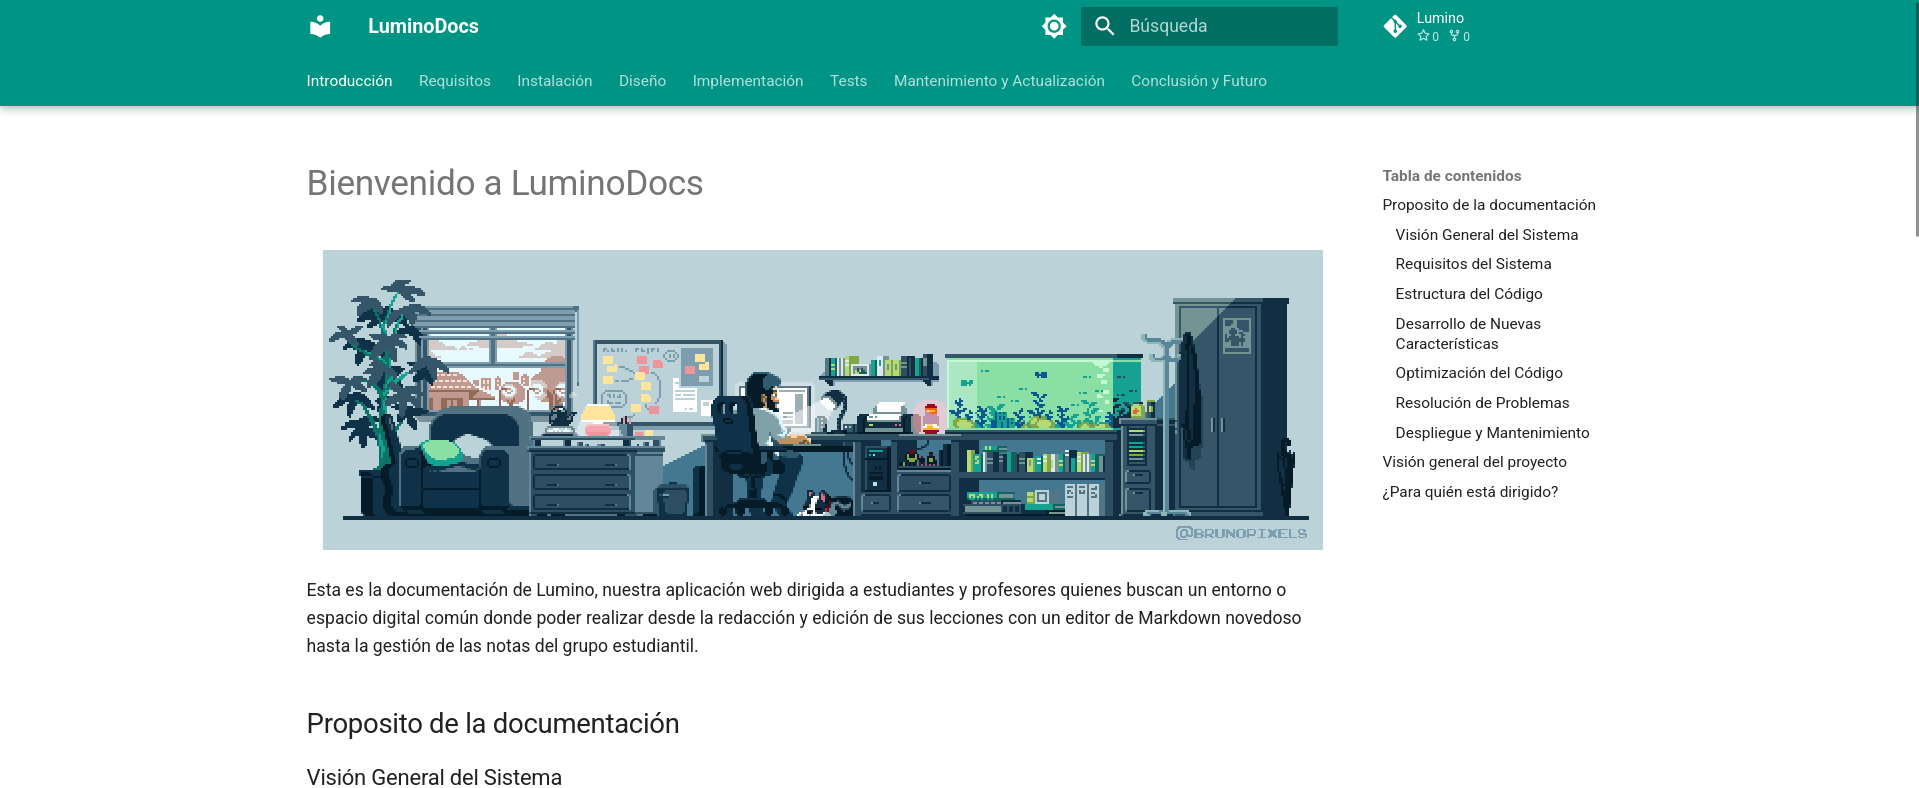 LuminoDocs
Búsqueda
Lumino
0 0
Introducción Requisitos Instalación Diseño Implementación Tests Mantenimiento y Actualización Conclusión y Futuro
Bienvenido a LuminoDocs
@BRUNOPIXELS
Esta es la documentación de Lumino, nuestra aplicación web dirigida a estudiantes y profesores quienes buscan un entorno o
espacio digital común donde poder realizar desde la redacción y edición de sus lecciones con un editor de Markdown novedoso
hasta la gestión de las notas del grupo estudiantil.
Proposito de la documentación
Visión General del Sistema
Tabla de contenidos
Proposito de la documentación
Visión General del Sistema
Requisitos del Sistema
Estructura del Código
Desarrollo de Nuevas
Características
Optimización del Código
Resolución de Problemas
Despliegue y Mantenimiento
Visión general del proyecto
¿Para quién está dirigido?